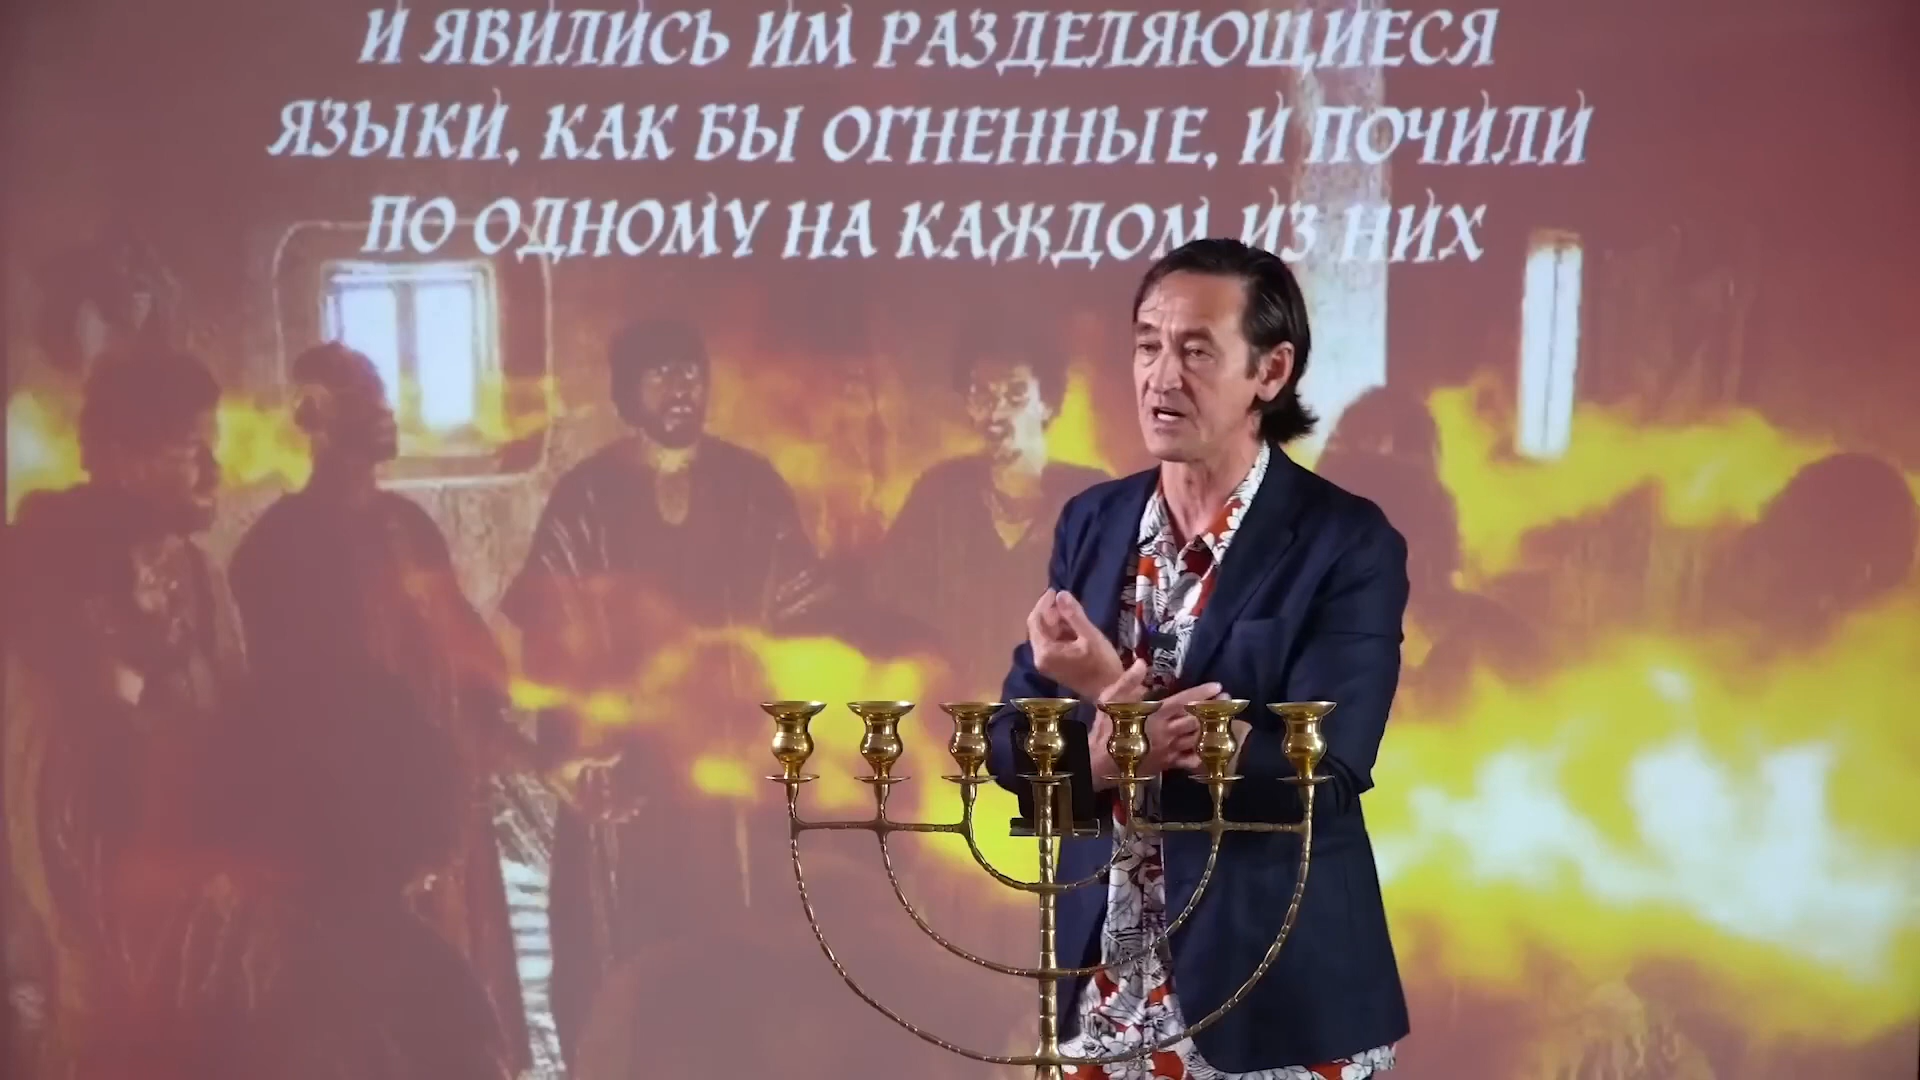 И ЯВИЛИСЬ ИМ РАЗДЕЛЯЮЩИЕСЯ
ЯЗЫКИ, КАК БЫ ОГНЕННЫЕ, И ПОЧИЛИ
ПО ОДНОМУ НА КАЖДОМ ИЗ НИХ